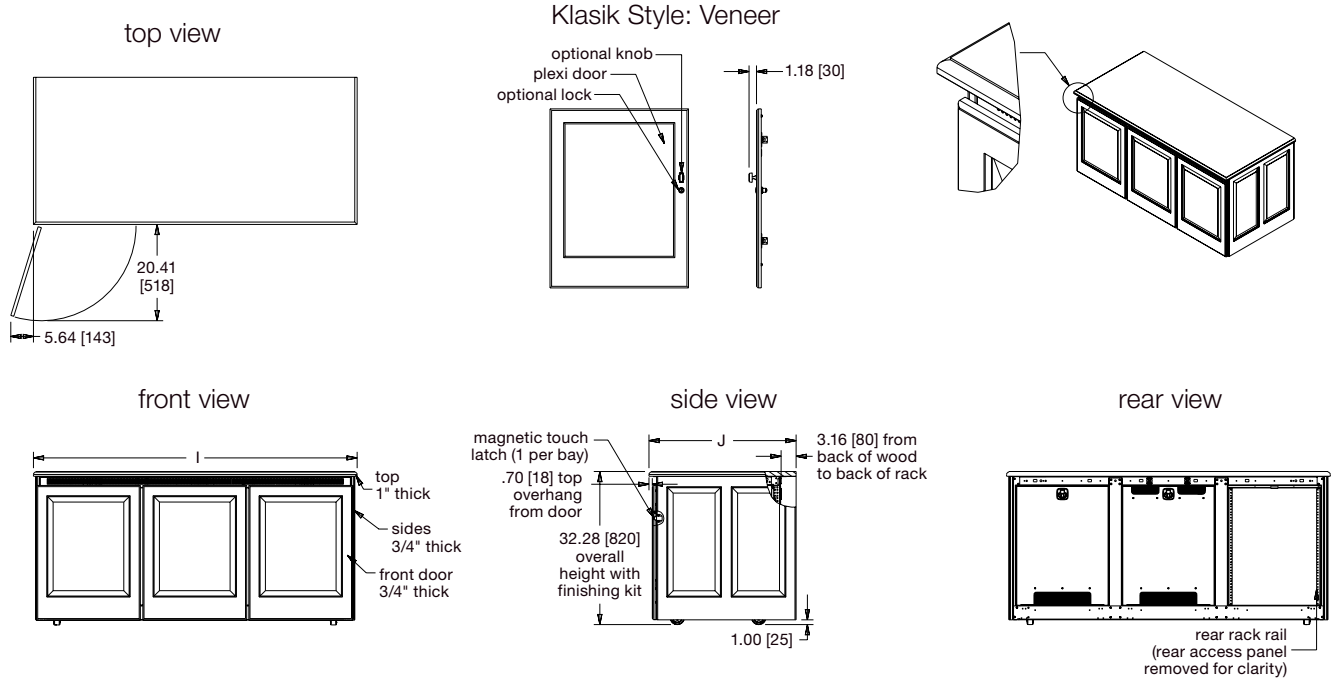 Klasik Style: Veneer
top view
20.41
[518]
5.64 [143]
optional knob
plexi door
optional lock
1.18 [30]
front view
I
top
1" thick
sides
3/4" thick
front door
3/4" thick
side view
magnetic touch
latch (1 per bay)
J
3.16 [80] from
back of wood
to back of rack
.70 [18] top
overhang
from door
32.28 [820]
overall
height with
finishing kit
1.00 [25]
rear view
rear rack rail
(rear access panel
removed for clarity)